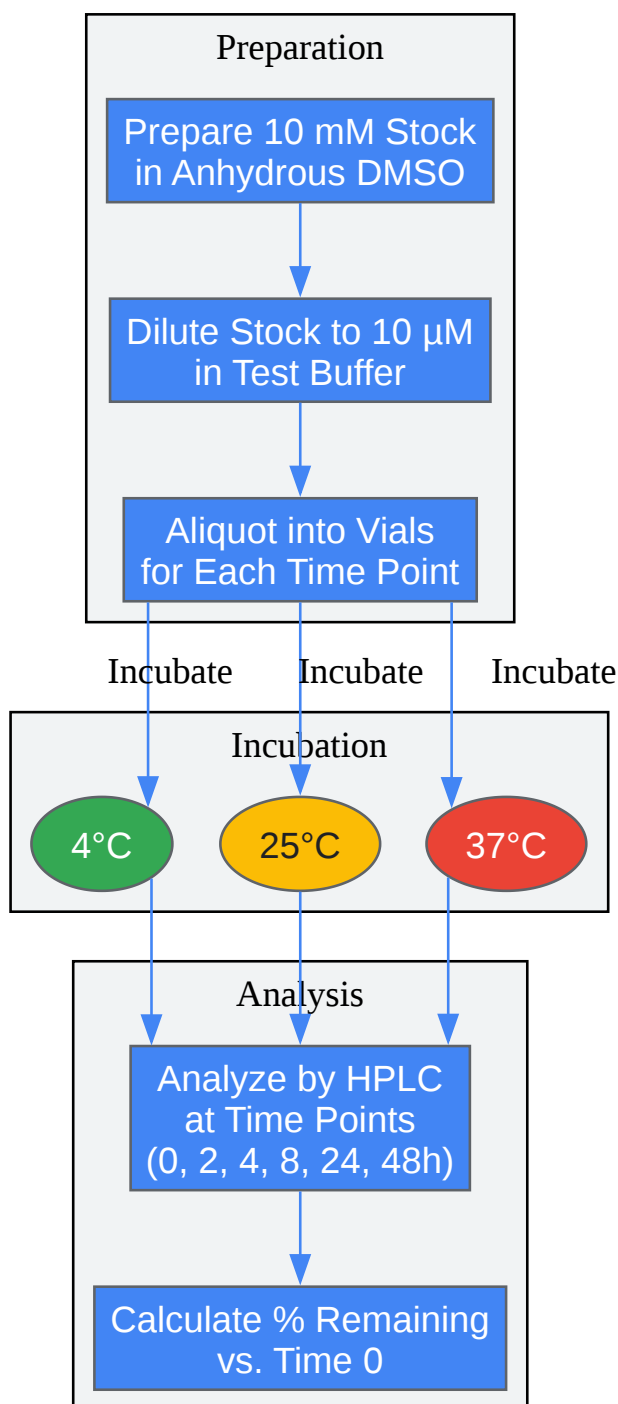 Preparation
Prepare 10 mM Stock
in Anhydrous DMSO
Dilute Stock to 10 µM
in Test Buffer
Aliquot into Vials
for Each Time Point
Incubate
Incubate
Incubate
Incubation
4°C
25°C
37°C
Analysis
Analyze by HPLC
at Time Points
(0, 2, 4, 8, 24, 48h)
Calculate % Remaining
vs. Time 0